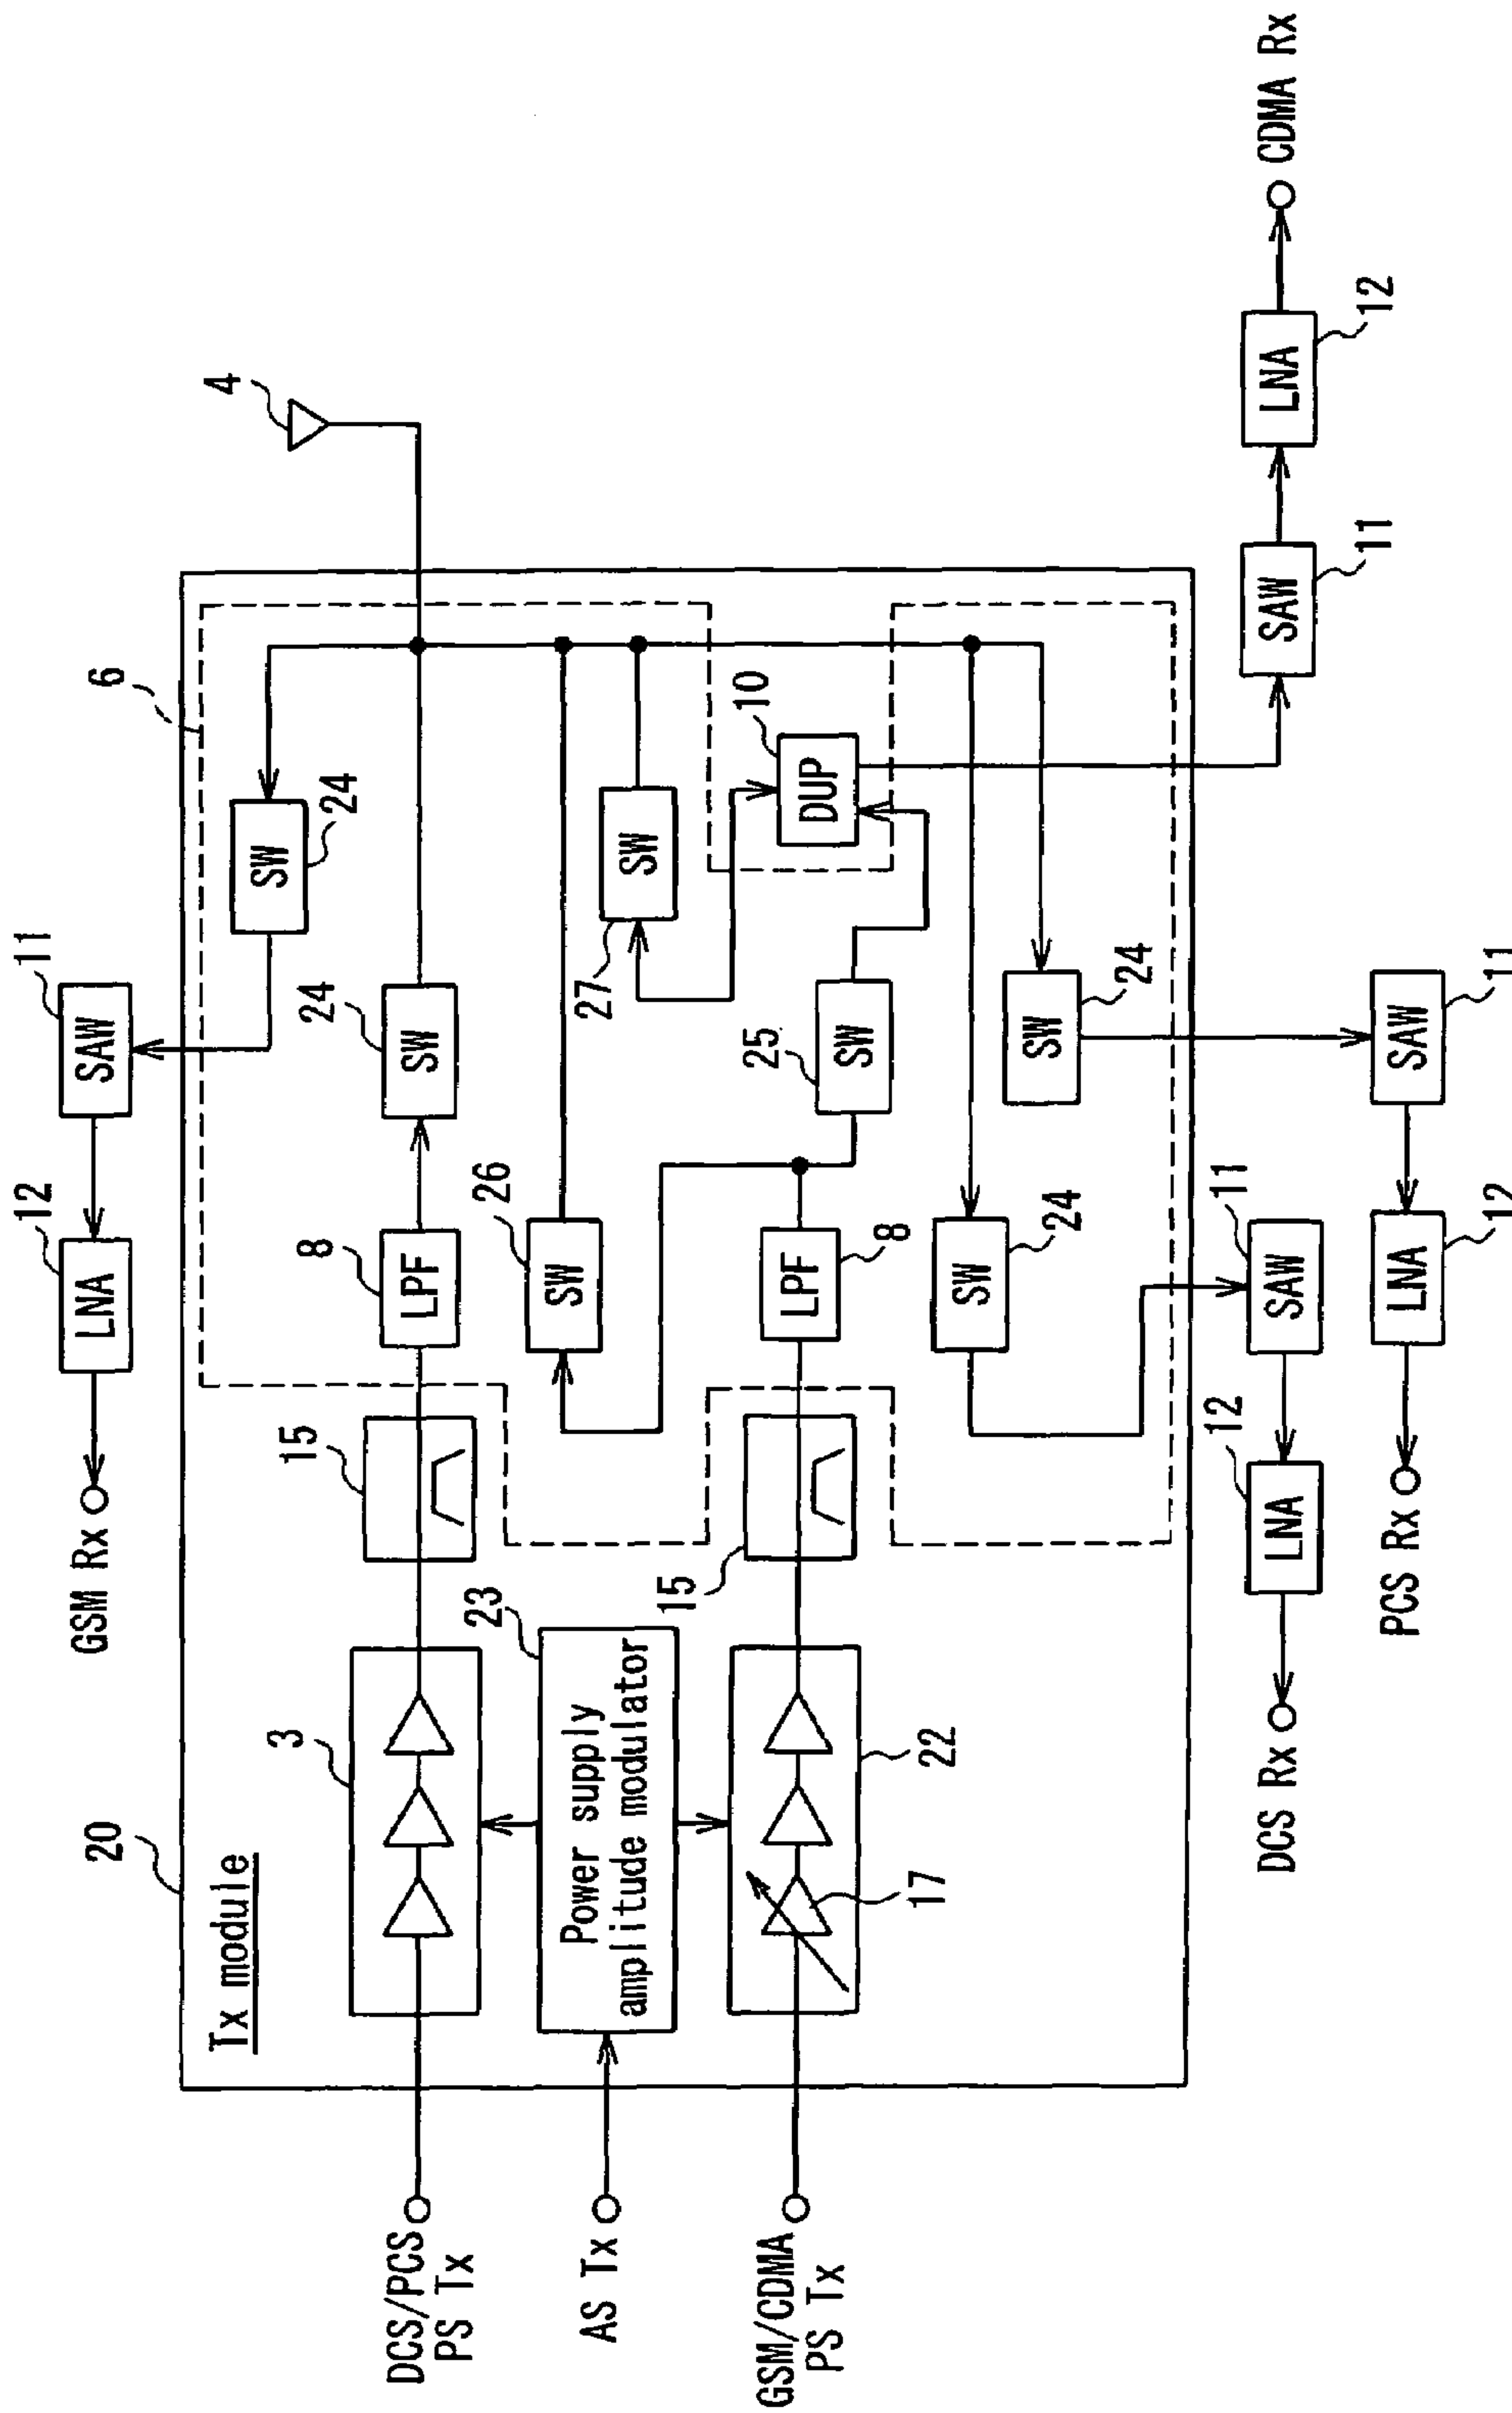 12
11
GSM Rx
LNA
SAW
20
6
Tx module
4
SW
24
3
15
8
24
DCS/PCS
PS Tx
LPF
SW
23
26
SW
AS Tx
Power supply
amplitude modulator
27
SW
15
25
10
GSM/CDMA
PS Tx
LPF
SW
DUP
8
17
22
SW
24
SW
24
12
11
DCS Rx
LNA
SAW
SAW
LNA
CDMA Rx
11
12
PCS Rx
LNA
SAW
12
11